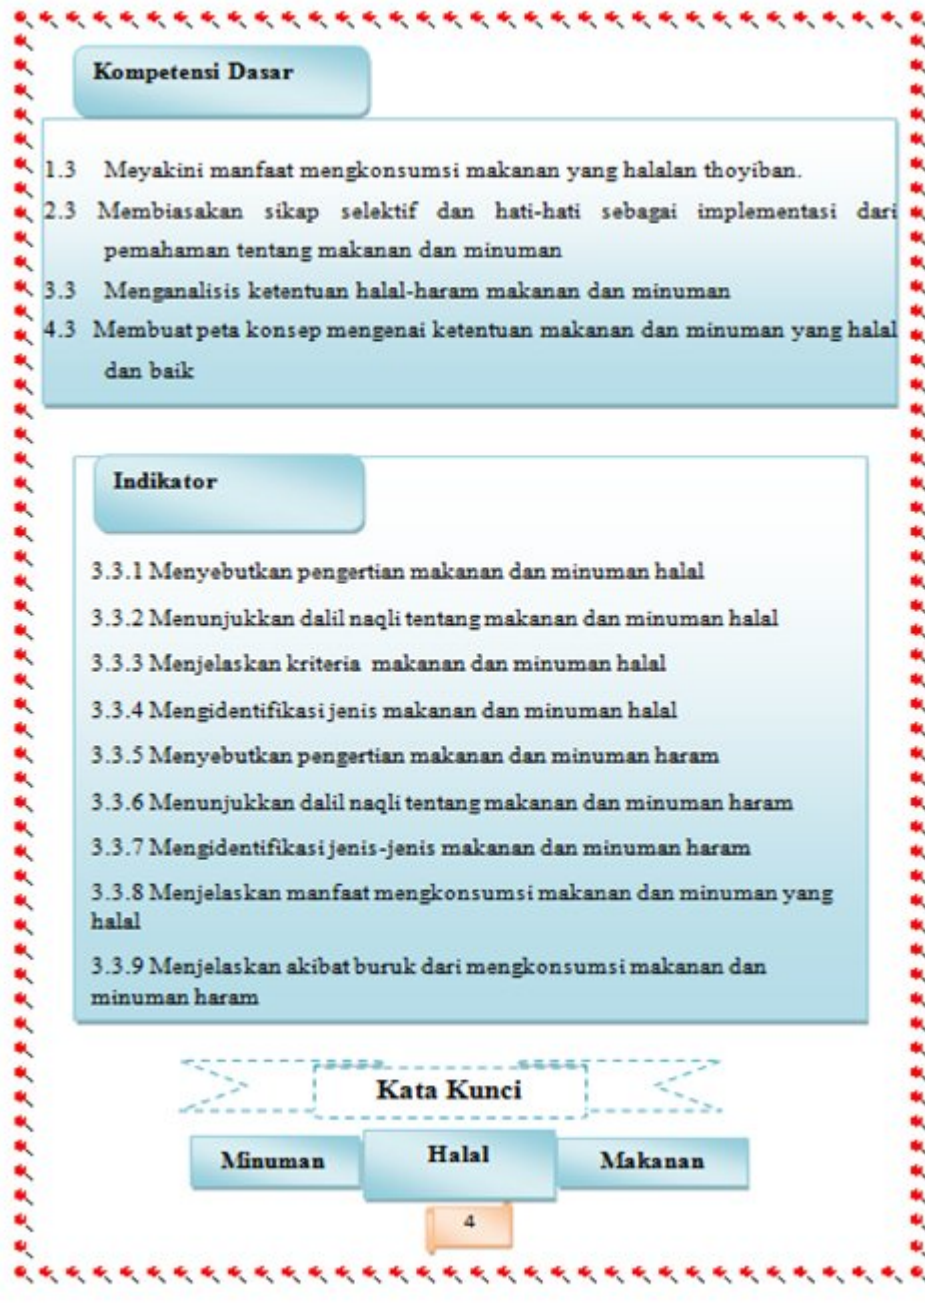 Kompetensi Dasar
1.3 Meyakini manfaat mengkonsumsi makanan yang halalan thoyiban.
2.3 Membiasakan sikap selektif dan hati-hati sebagai implementasi dari
pemahaman tentang makanan dan minuman
3.3 Menganalisis ketentuan halal-haram makanan dan minuman
4.3 Membuat peta konsep mengenai ketentuan makanan dan minuman yang halal
dan baik
Indikator
3.3.1 Menyebutkan pengertian makanan dan minuman halal
3.3.2 Menunjukkan dalil naqli tentang makanan dan minuman halal
3.3.3 Menjelaskan kriteria makanan dan minuman halal
3.3.4 Mengidentifikasi jenis makanan dan minuman halal
3.3.5 Menyebutkan pengertian makanan dan minuman haram
3.3.6 Menunjukkan dalil naqli tentang makanan dan minuman haram
3.3.7 Mengidentifikasi jenis-jenis makanan dan minuman haram
3.3.8 Menjelaskan manfaat mengkonsumsi makanan dan minuman yang
halal
3.3.9 Menjelaskan akibat buruk dari mengkonsumsi makanan dan
minuman haram
Kata Kunci
Minuman Halal Makanan
4